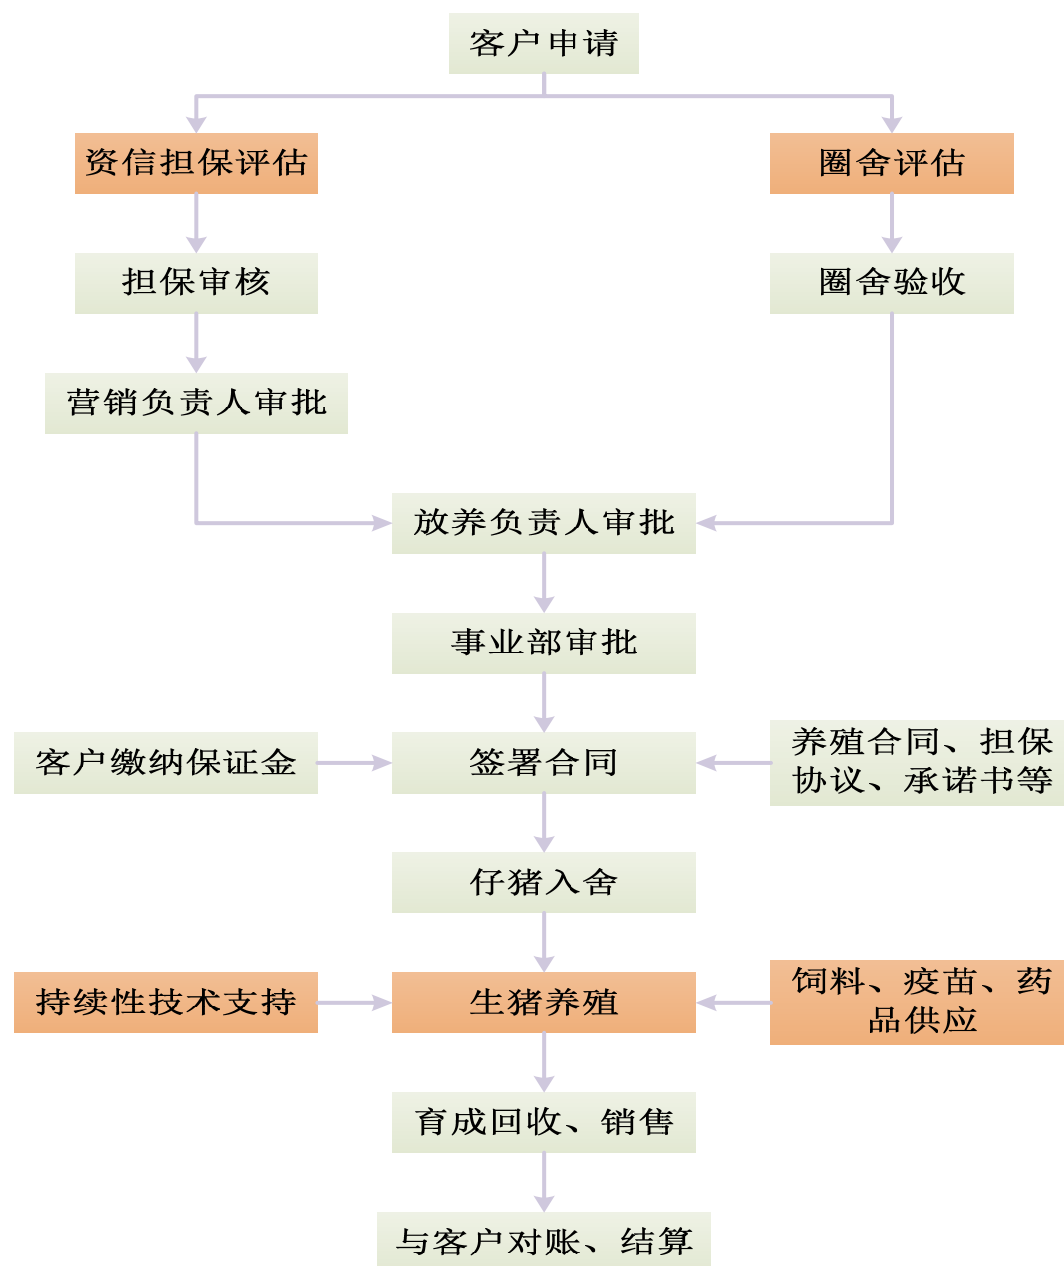 客户申请
资信担保评估
圈舍评估
担保审核
圈舍验收
营销负责人审批
放养负责人审批
事业部审批
客户缴纳保证金
签署合同
养殖合同、担保
协议、承诺书等
仔猪入舍
持续性技术支持
生猪养殖
饲料、疫苗、药
品供应
育成回收、销售
与客户对账、结算